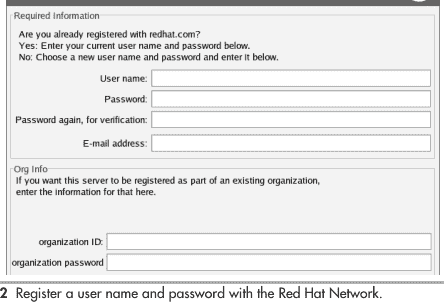 Required Information
Are you already registered with redhat.com?
Yes: Enter your current user name and password below.
No: Choose a new user name and password and enter it below.
User name:
Password:
Password again, for verification:
E-mail address:
Org Info
If you want this server to be registered as part of an existing organization,
enter the information for that here.
organization ID:
organization password
2 Register a user name and password with the Red Hat Network.